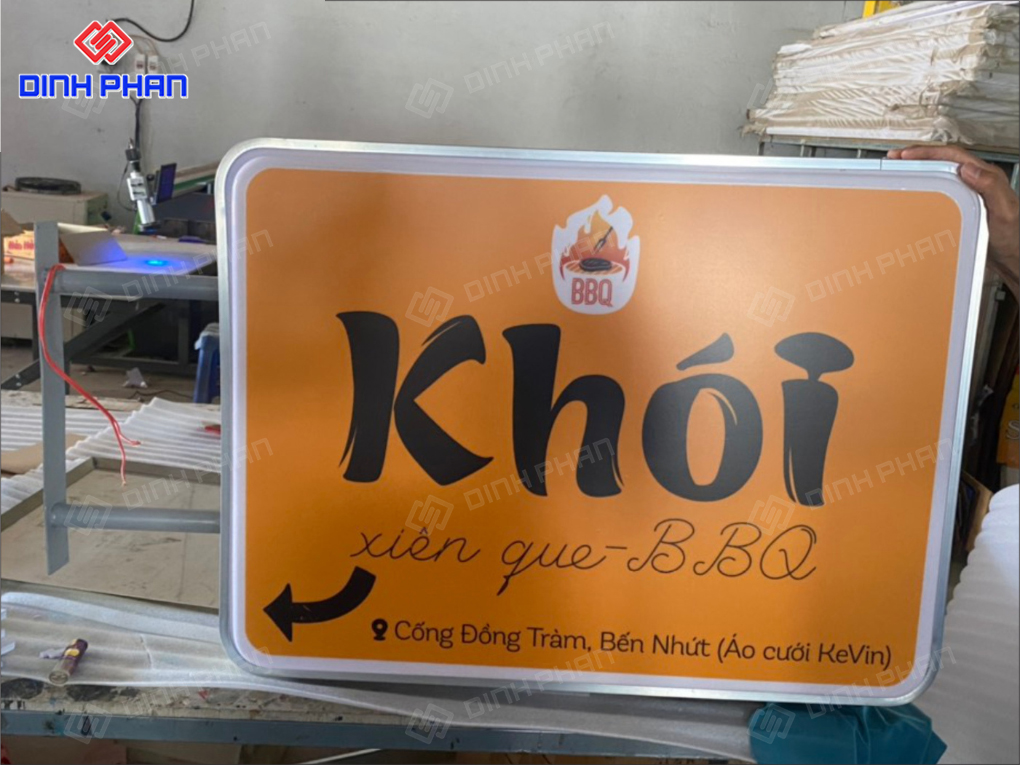 DINH PHAN
BBQ
Khói
xiên que-BBQ
Cống Đồng Tràm, Bến Nhứt (Áo cưới KeVin)